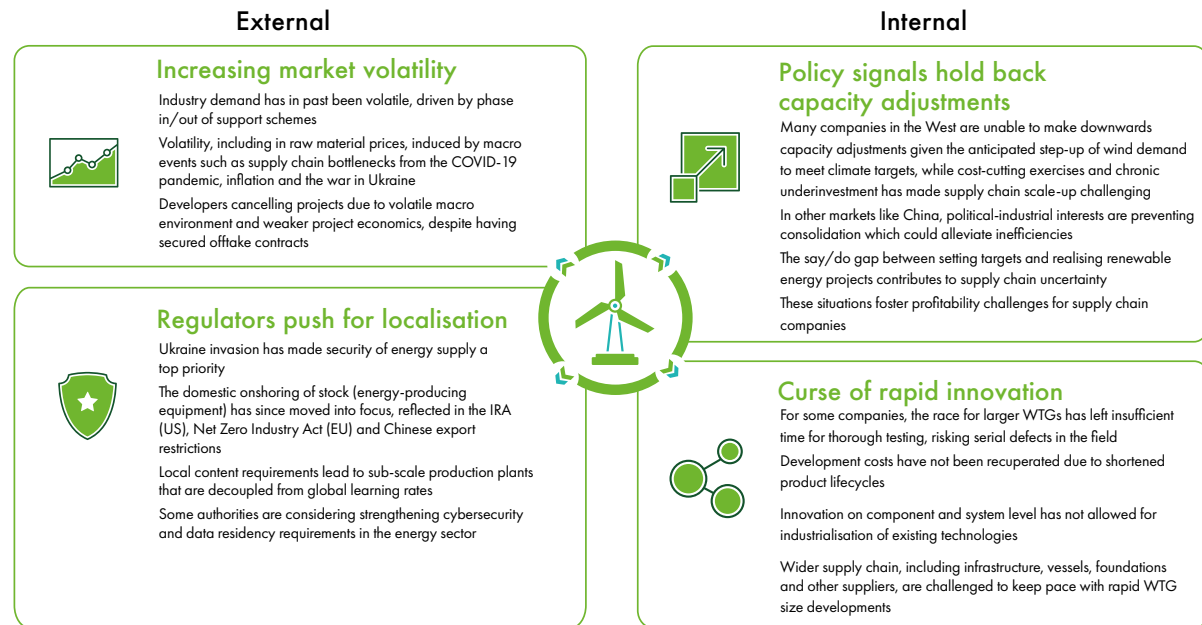 External
Increasing market volatility
Industry demand has in past been volatile, driven by phase
in/out of support schemes
Volatility, including in raw material prices, induced by macro
events such as supply chain bottlenecks from the COVID-19
pandemic, inflation and the war in Ukraine
Developers cancelling projects due to volatile macro
environment and weaker project economics, despite having
secured offtake contracts
Regulators push for localisation
Ukraine invasion has made security of energy supply a
top priority
The domestic onshoring of stock (energy-producing
equipment) has since moved into focus, reflected in the IRA
(US), Net Zero Industry Act (EU) and Chinese export
restrictions
Local content requirements lead to sub-scale production plants
that are decoupled from global learning rates
Some authorities are considering strengthening cybersecurity
and data residency requirements in the energy sector
Internal
Policy signals hold back
capacity adjustments
Many companies in the West are unable to make downwards
capacity adjustments given the anticipated step-up of wind demand
to meet climate targets, while cost-cutting exercises and chronic
underinvestment has made supply chain scale-up challenging
In other markets like China, political-industrial interests are preventing
consolidation which could alleviate inefficiencies
The say/do gap between setting targets and realising renewable
energy projects contributes to supply chain uncertainty
These situations foster profitability challenges for supply chain
companies
Curse of rapid innovation
For some companies, the race for larger WTGs has left insufficient
time for thorough testing, risking serial defects in the field
Development costs have not been recuperated due to shortened
product lifecycles
Innovation on component and system level has not allowed for
industrialisation of existing technologies
Wider supply chain, including infrastructure, vessels, foundations
and other suppliers, are challenged to keep pace with rapid WTG
size developments